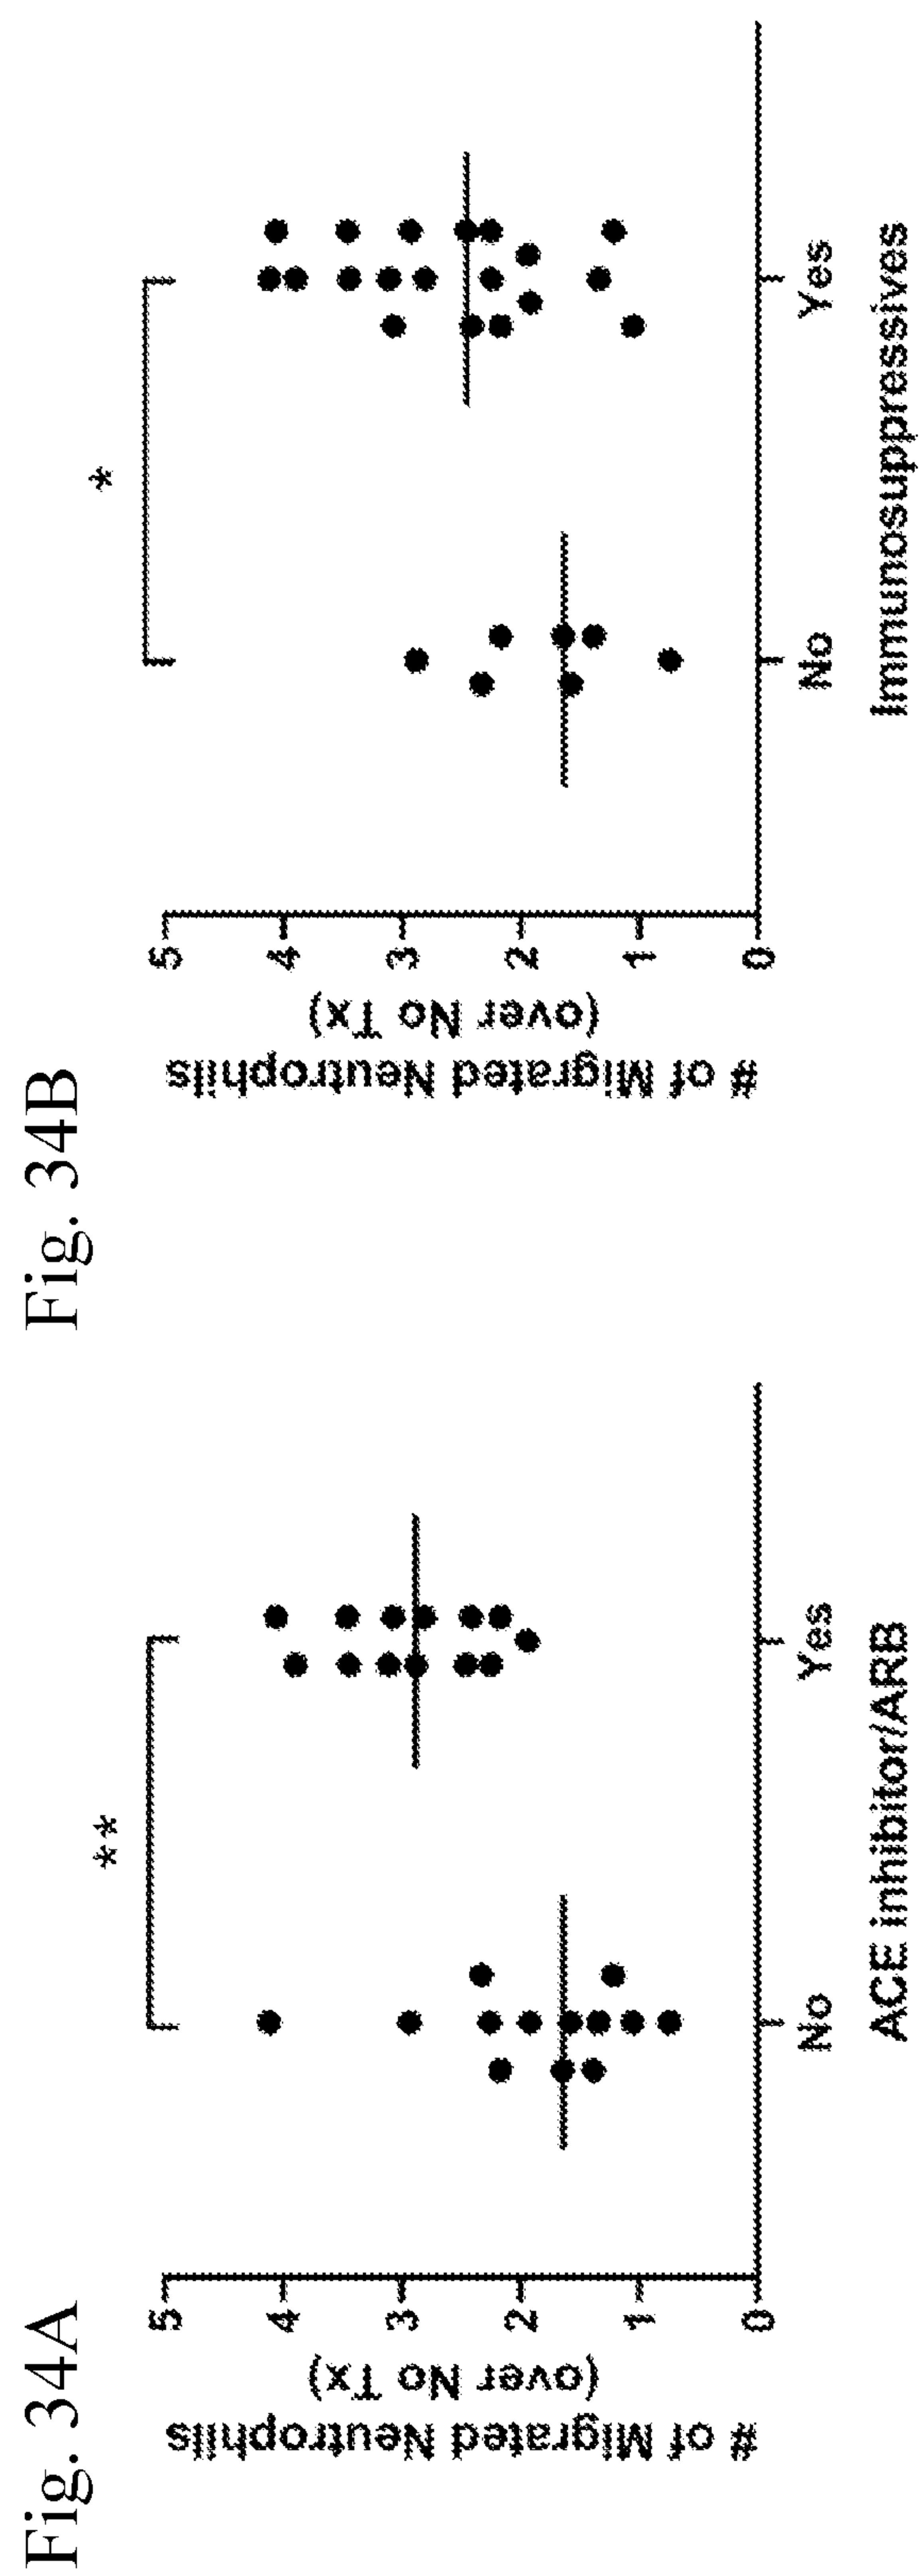 Fig. 34A
# of Migrated Neutrophils
(over No Tx)
5
4
3
2
1
0
**
No
Yes
ACE inhibitor/ARB
Fig. 34B
# of Migrated Neutrophils
(over No Tx)
5
4
3
2
1
0
*
No
Yes
Immunosuppressives